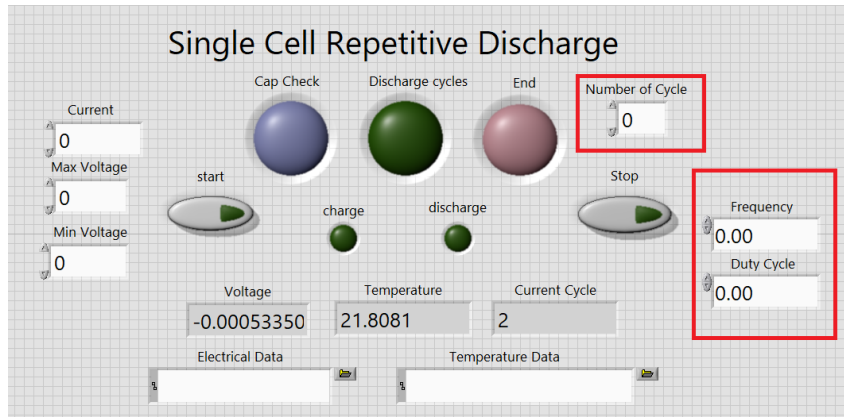 Single Cell Repetitive Discharge
Cap Check
Discharge cycles
End
Number of Cycle
0
Current
0
Max Voltage
0
Min Voltage
0
start
charge
discharge
Stop
Frequency
0.00
Duty Cycle
0.00
Voltage
-0.00053350
Temperature
21.8081
Current Cycle
2
Electrical Data
Temperature Data